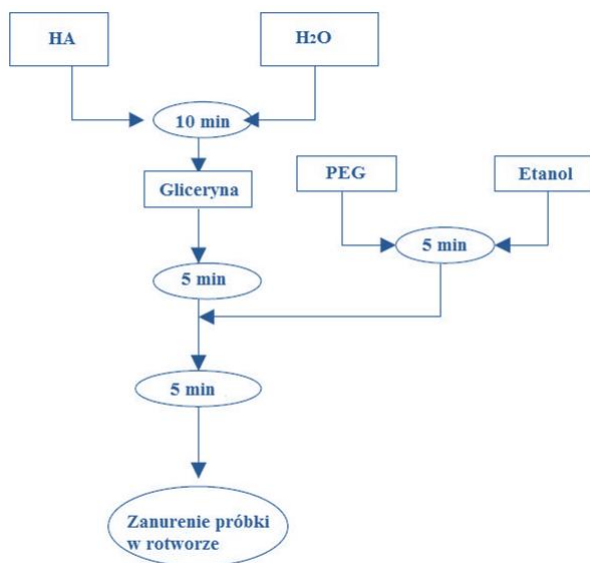 HA
H₂O
10 min
Gliceryna
PEG
Etanol
5 min
5 min
5 min
Zanurenie próbki
w rotworze